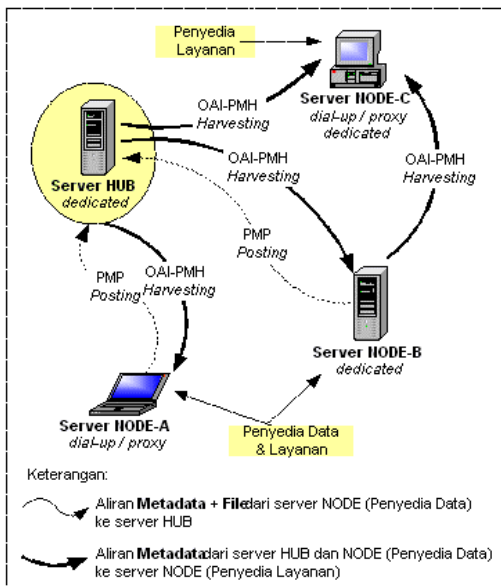 Penyedia
Layanan
Server NODE-C
dial-up / proxy
dedicated
OAI-PMH
Harvesting
OAI-PMH
Harvesting
OAI-PMH
Harvesting
Server HUB
dedicated
PMP
Posting
PMP
Posting
OAI-PMH
Harvesting
Server NODE-B
dedicated
Server NODE-A
dial-up / proxy
Penyedia Data
& Layanan
Keterangan:
Aliran Metadata + File dari server NODE (Penyedia Data)
ke server HUB
Aliran Metadata dari server HUB dan NODE (Penyedia Data)
ke server NODE (Penyedia Layanan)